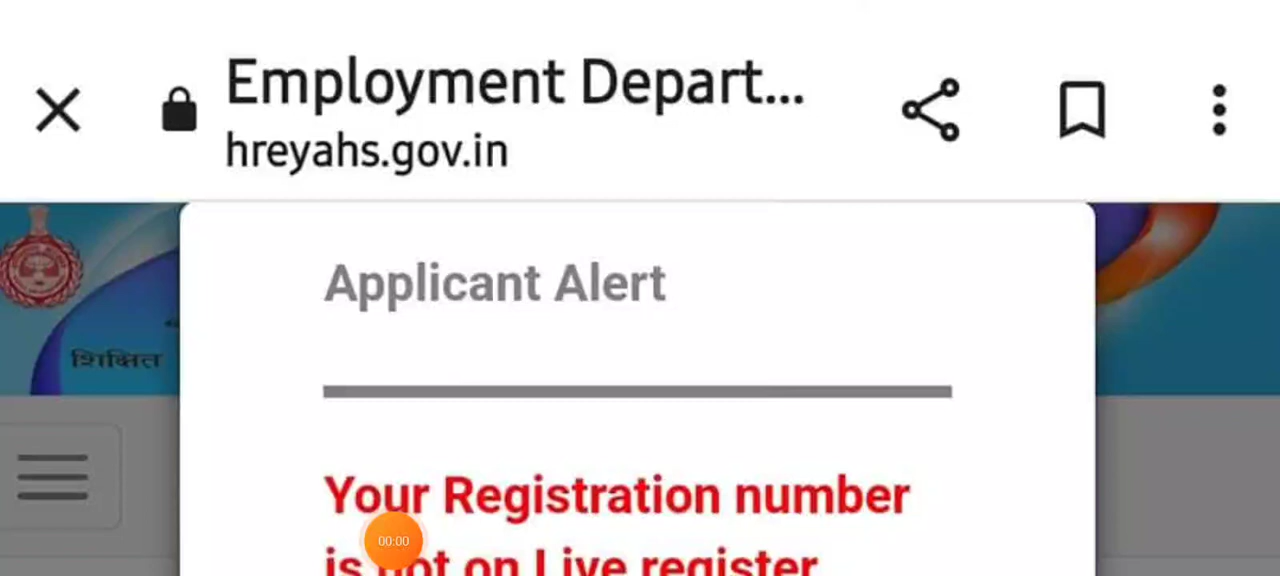 Employment Depart...
hreyahs.gov.in
Applicant Alert
शिक्षित
Your Registration number
00:00
is not on Live register